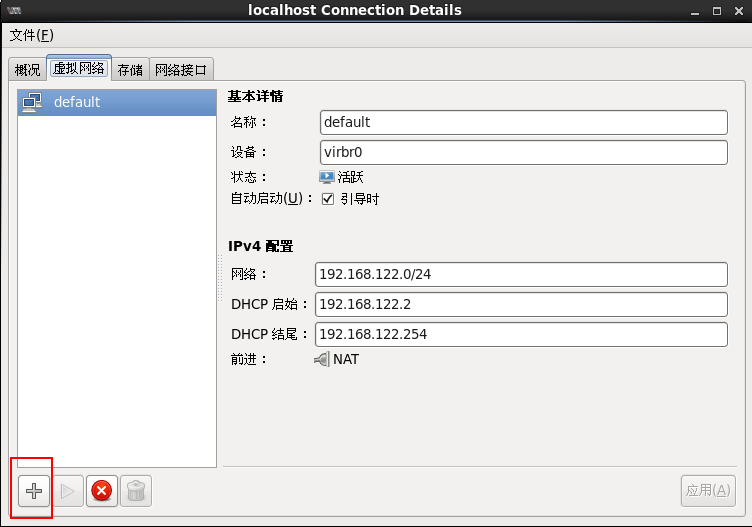 localhost Connection Details
文件(F)
概况 虚拟网络 存储 网络接口
default
基本详情
名称： default
设备： virbr0
状态： 活跃
自动启动(U)： 引导时
IPv4 配置
网络： 192.168.122.0/24
DHCP 启始： 192.168.122.2
DHCP 结尾： 192.168.122.254
前进： NAT
应用(A)